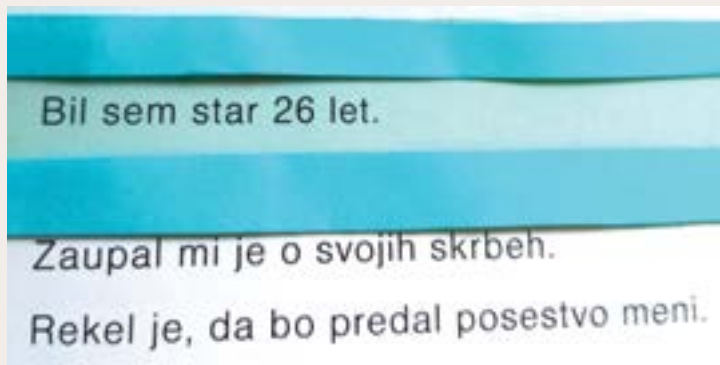 Bil sem star 26 let.
Zaupal mi je o svojih skrbeh.
Rekel je, da bo predal posestvo meni.